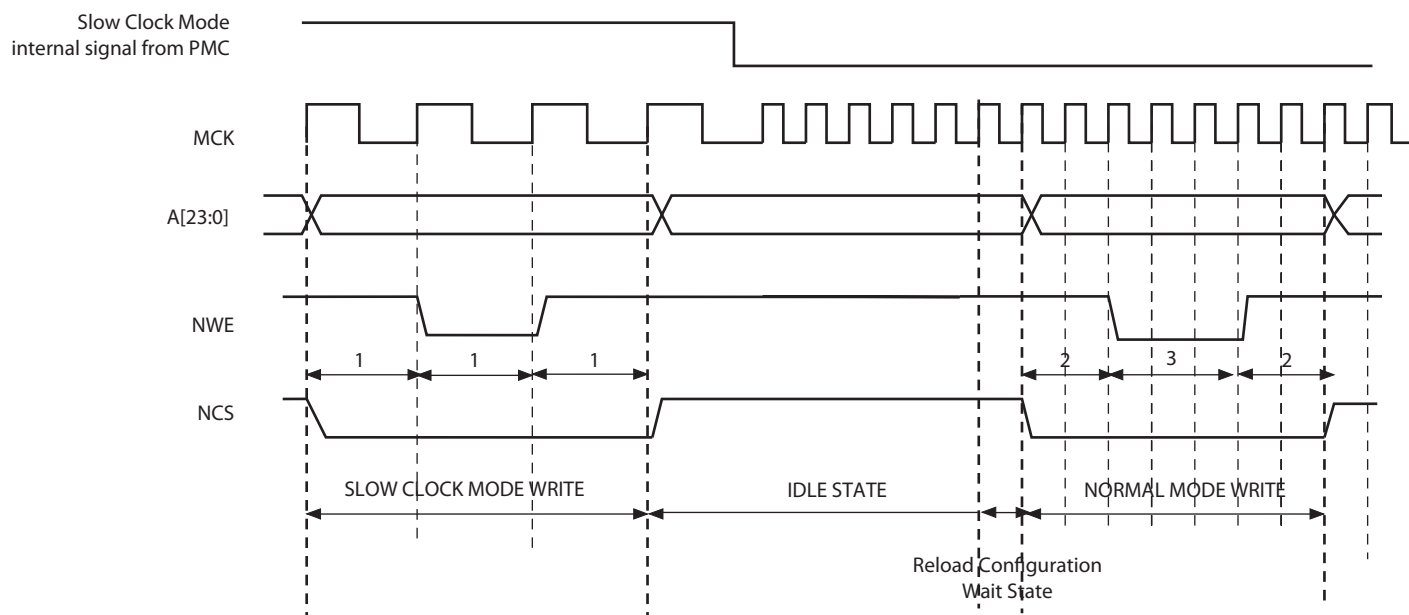 Slow Clock Mode
internal signal from PMC
MCK
A[23:0]
NWE
1 1 1 2 3 2
NCS
SLOW CLOCK MODE WRITE IDLE STATE NORMAL MODE WRITE
Reload Configuration
Wait State